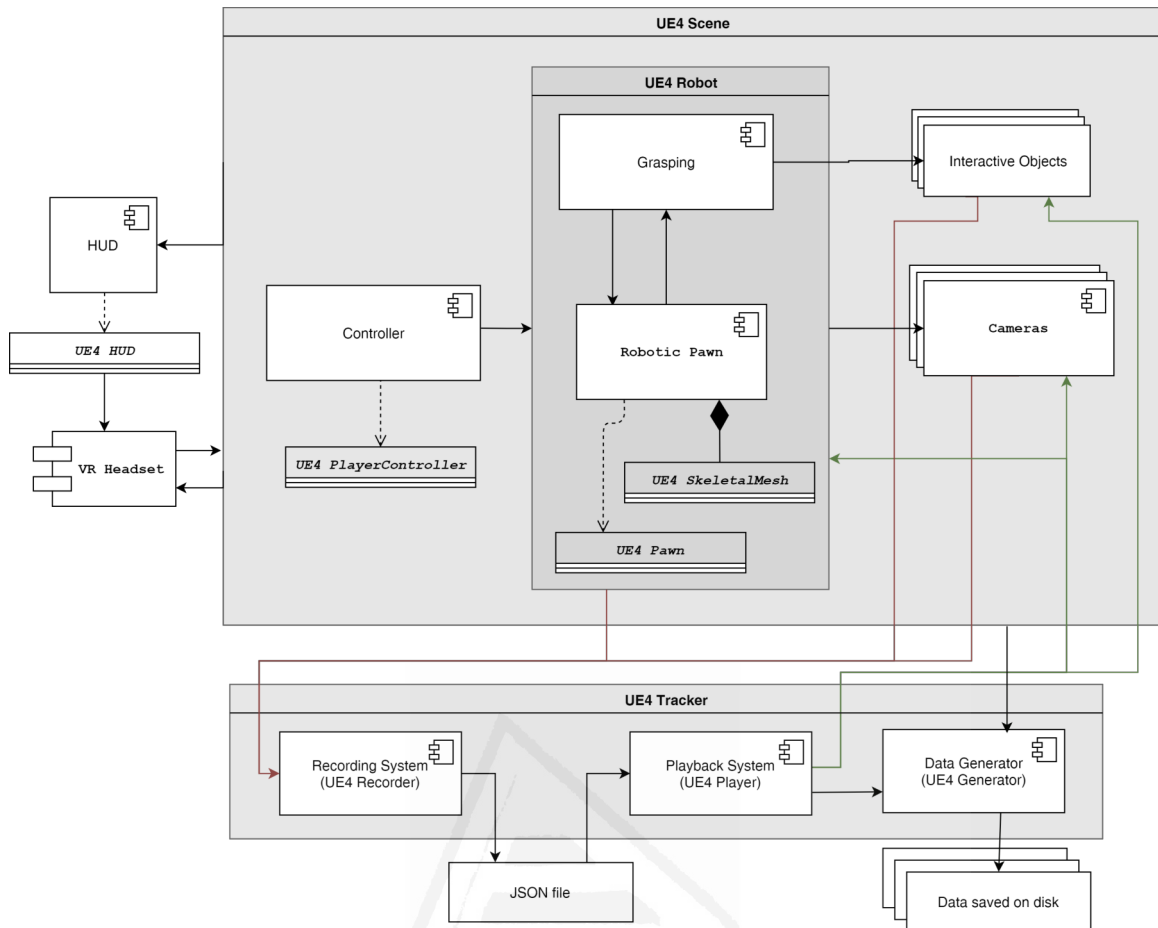 UE4 Scene
UE4 Robot
Grasping
Interactive Objects
HUD
Controller
Robotic Pawn
Cameras
UE4 HUD
VR Headset
UE4 PlayerController
UE4 SkeletalMesh
UE4 Pawn
UE4 Tracker
Recording System
(UE4 Recorder)
Playback System
(UE4 Player)
Data Generator
(UE4 Generator)
JSON file
Data saved on disk